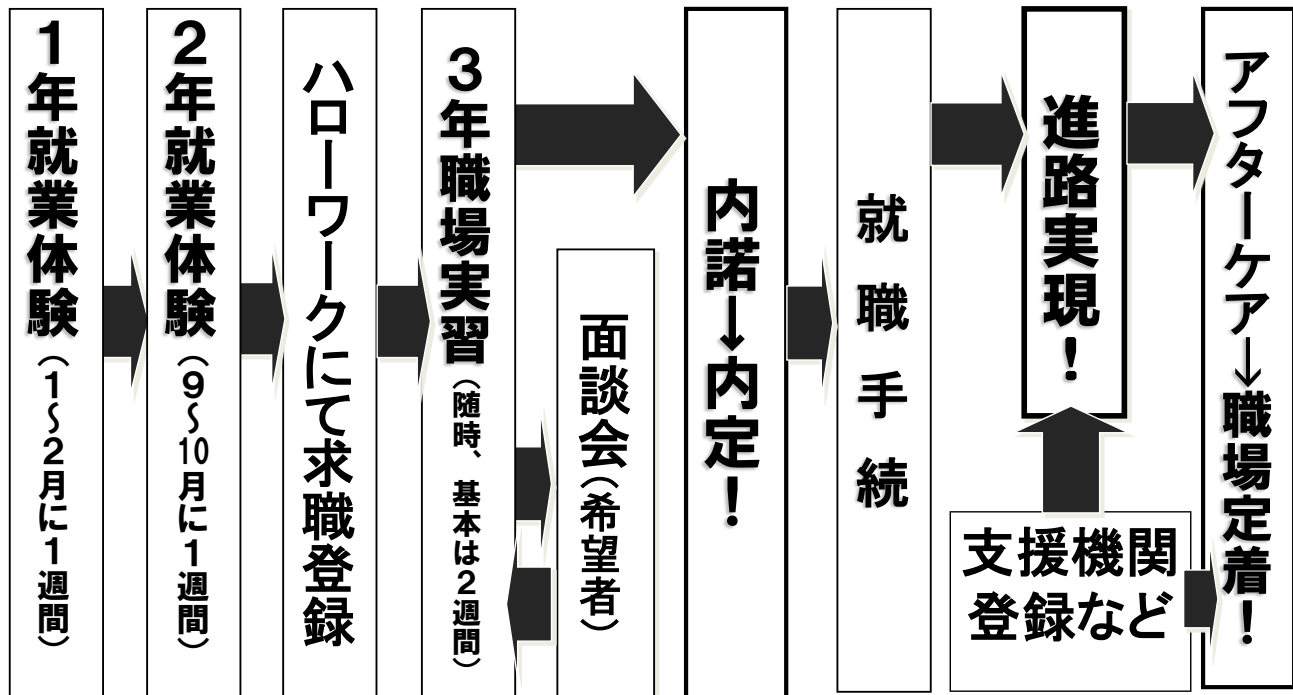 1年就業体験（1～2月に1週間）
2年就業体験（9～10月に1週間）
ハローワークにて求職登録
3年職場実習（随時、基本は2週間）
面談会（希望者）
内諾→内定！
就職手続
進路実現！
支援機関
登録など
アフターケア→職場定着！